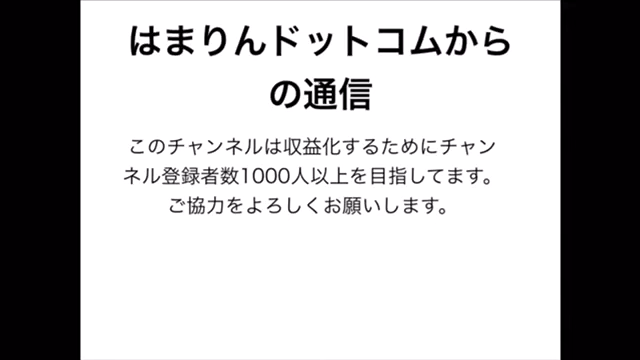 はまりんドットコムから
の通信
このチャンネルは収益化するためにチャン
ネル登録者数1000人以上を目指してます。
ご協力をよろしくお願いします。